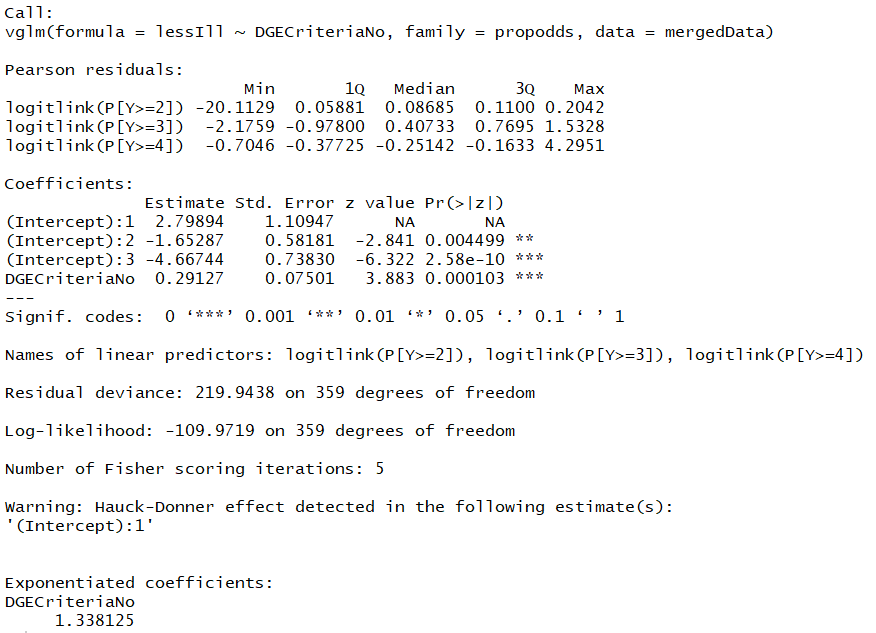 Call:
vglm(formula = lessIll ~ DGECriteriaNo, family = propodds, data = mergedData)
Pearson residuals:
Min 1Q Median 3Q Max
logitlink(P[Y>=2]) -20.1129 0.05881 0.08685 0.1100 0.2042
logitlink(P[Y>=3]) -2.1759 -0.97800 0.40733 0.7695 1.5328
logitlink(P[Y>=4]) -0.7046 -0.37725 -0.25142 -0.1633 4.2951
Coefficients:
Estimate Std. Error z value Pr(>|z|)
(Intercept):1 2.79894 1.10947 NA NA
(Intercept):2 -1.65287 0.58181 -2.841 0.004499 **
(Intercept):3 -4.66744 0.73830 -6.322 2.58e-10 ***
DGECriteriaNo 0.29127 0.07501 3.883 0.000103 ***
---
Signif. codes: 0 ‘***’ 0.001 ‘**’ 0.01 ‘*’ 0.05 ‘.’ 0.1 ‘ ’ 1
Names of linear predictors: logitlink(P[Y>=2]), logitlink(P[Y>=3]), logitlink(P[Y>=4])
Residual deviance: 219.9438 on 359 degrees of freedom
Log-likelihood: -109.9719 on 359 degrees of freedom
Number of Fisher scoring iterations: 5
Warning: Hauck-Donner effect detected in the following estimate(s):
'(Intercept):1'
Exponentiated coefficients:
DGECriteriaNo
1.338125